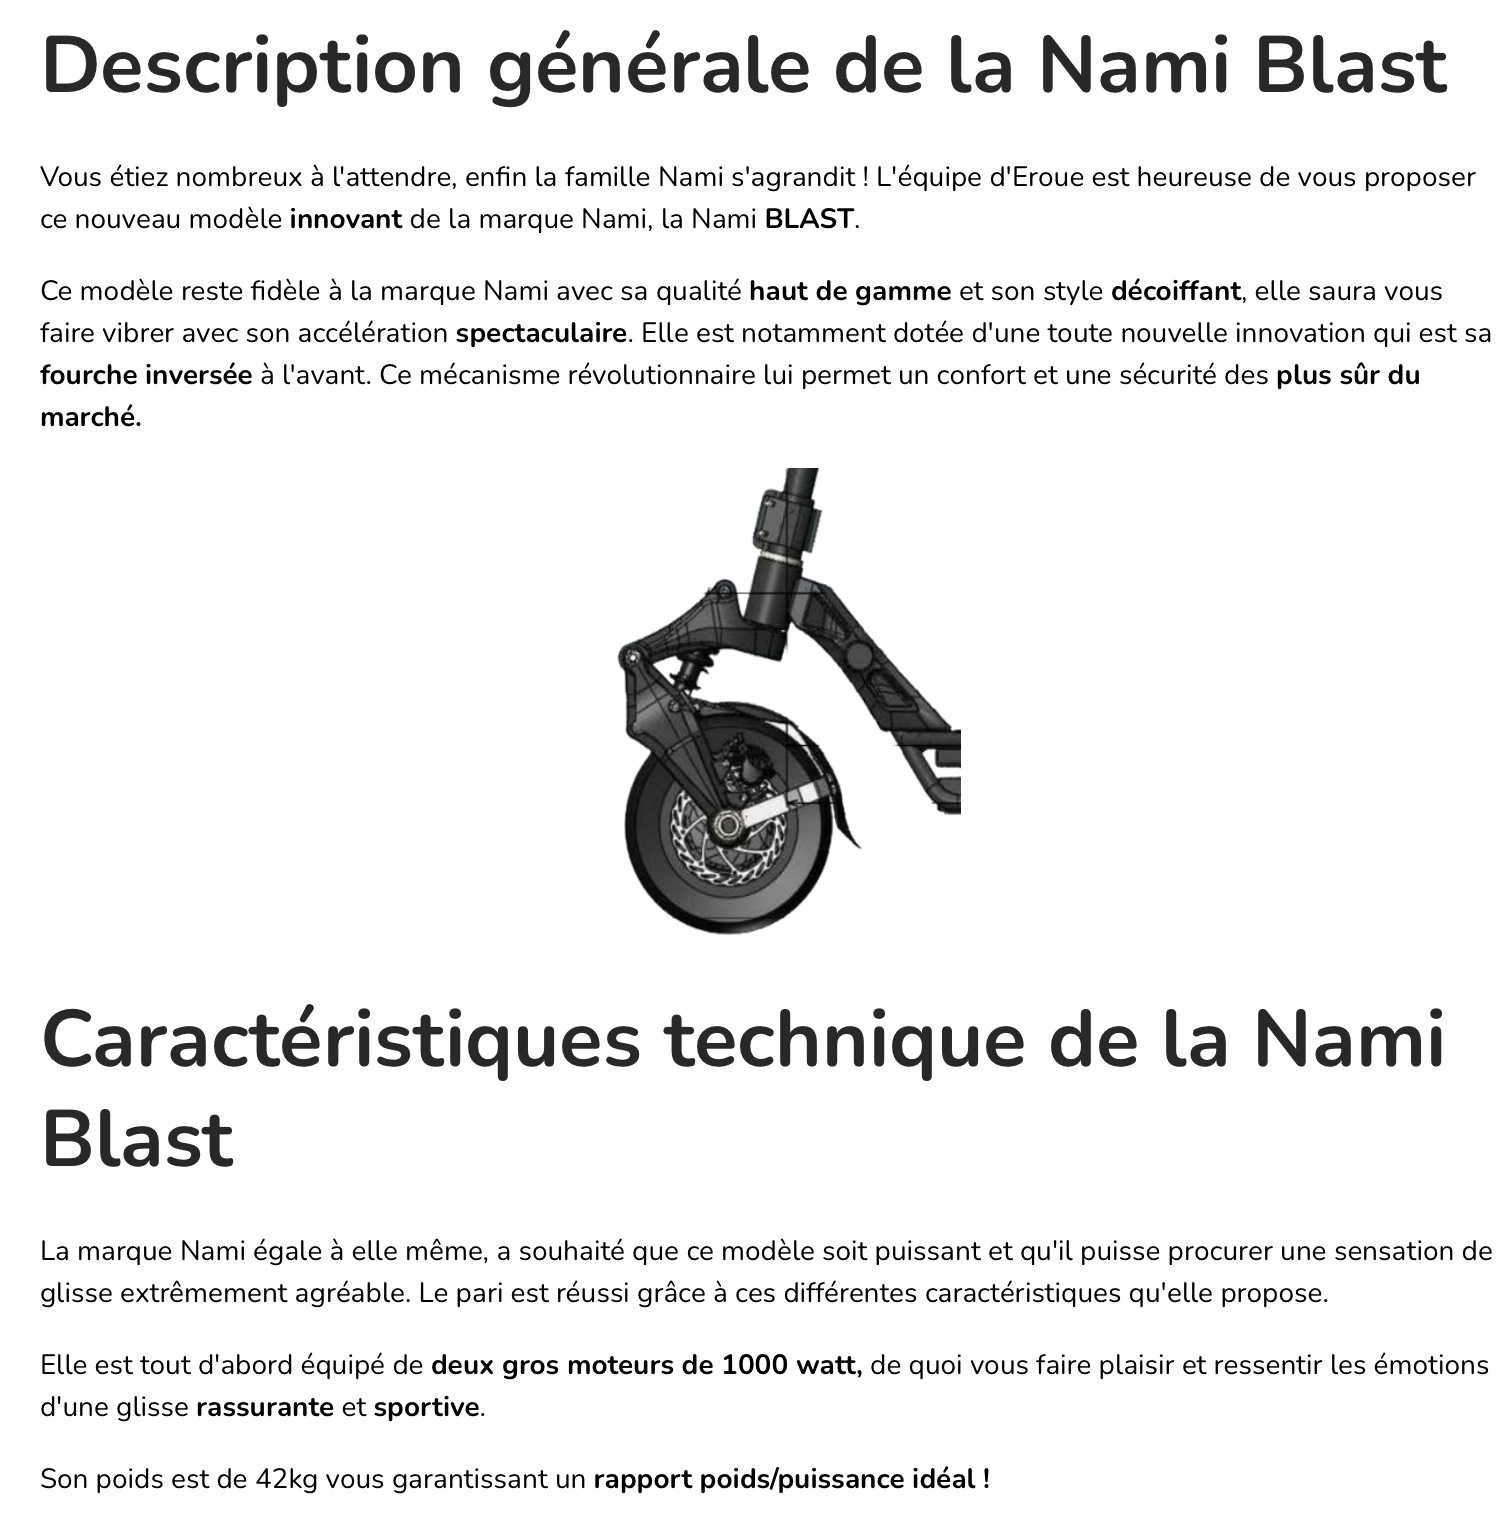 Description générale de la Nami Blast
Vous étiez nombreux à l'attendre, enfin la famille Nami s'agrandit ! L'équipe d'Eroue est heureuse de vous proposer
ce nouveau modèle innovant de la marque Nami, la Nami BLAST.
Ce modèle reste fidèle à la marque Nami avec sa qualité haut de gamme et son style décoiffant, elle saura vous
faire vibrer avec son accélération spectaculaire. Elle est notamment dotée d'une toute nouvelle innovation qui est sa
fourche inversée à l'avant. Ce mécanisme révolutionnaire lui permet un confort et une sécurité des plus sûr du
marché.
Caractéristiques technique de la Nami
Blast
La marque Nami égale à elle même, a souhaité que ce modèle soit puissant et qu'il puisse procurer une sensation de
glisse extrêmement agréable. Le pari est réussi grâce à ces différentes caractéristiques qu'elle propose.
Elle est tout d'abord équipé de deux gros moteurs de 1000 watt, de quoi vous faire plaisir et ressentir les émotions
d'une glisse rassurante et sportive.
Son poids est de 42kg vous garantissant un rapport poids/puissance idéal !